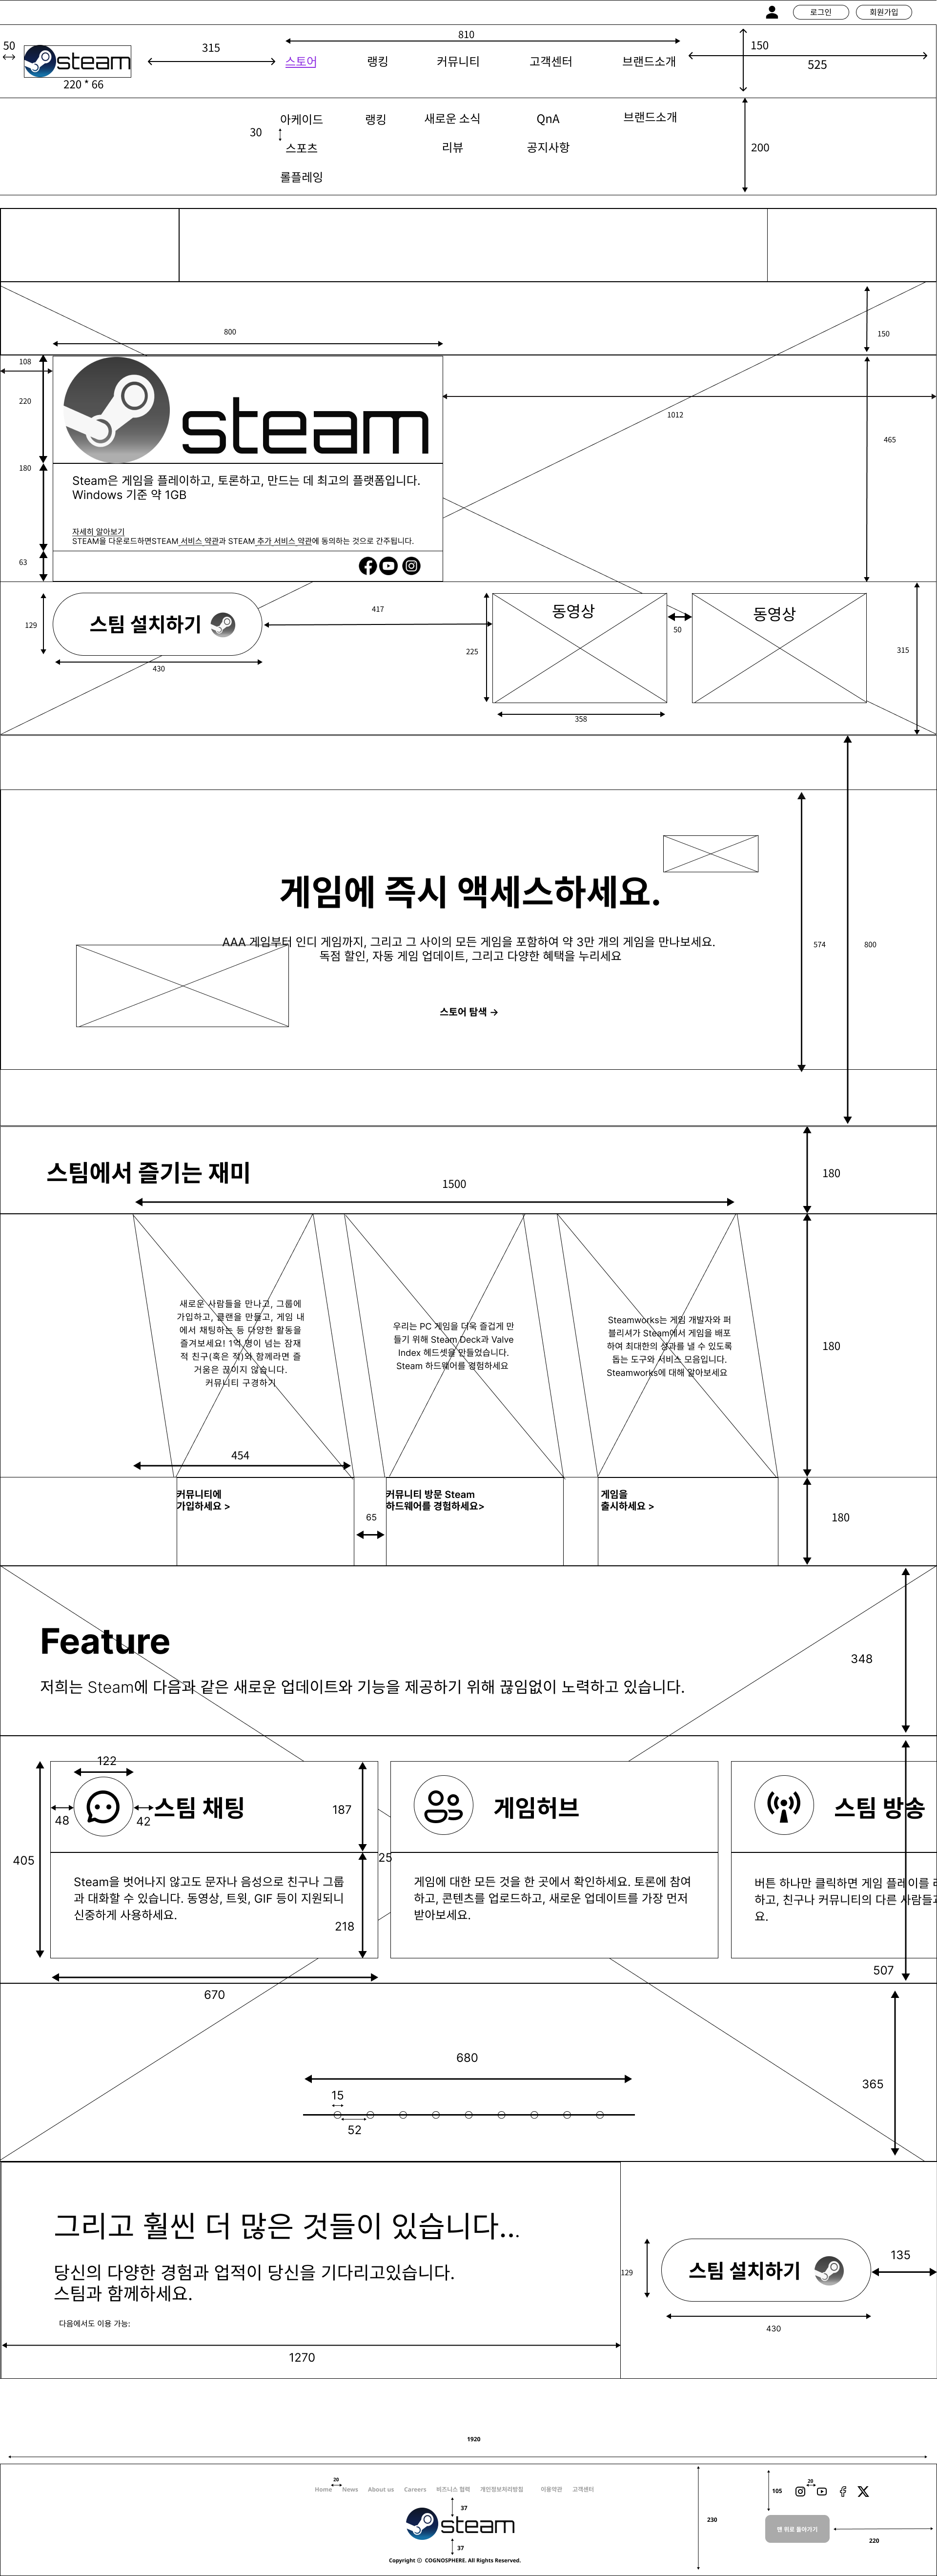 로그인 회원가입
50
steam
220 * 66
315
810
스토어 랭킹 커뮤니티 고객센터 브랜드소개
150
525
아케이드 랭킹 새로운 소식 QnA 브랜드소개
30
스포츠 리뷰 공지사항
롤플레잉
200
800
150
108
220
steam
1012
465
180
Steam은 게임을 플레이하고, 토론하고, 만드는 데 최고의 플랫폼입니다.
Windows 기준 약 1GB
자세히 알아보기
STEAM을 다운로드하면STEAM 서비스 약관과 STEAM 추가 서비스 약관에 동의하는 것으로 간주됩니다.
63
129
스팀 설치하기
430
417
동영상
225
358
50
동영상
315
게임에 즉시 액세스하세요.
AAA 게임부터 인디 게임까지, 그리고 그 사이의 모든 게임을 포함하여 약 3만 개의 게임을 만나보세요.
독점 할인, 자동 게임 업데이트, 그리고 다양한 혜택을 누리세요
574
800
스토어 탐색 →
스팀에서 즐기는 재미
1500
180
새로운 사람들을 만나고, 그룹에
가입하고, 클랜을 만들고, 게임 내
에서 채팅하는 등 다양한 활동을
즐겨보세요! 1억 명이 넘는 잠재
적 친구(혹은 적)와 함께라면 즐
거움은 끊이지 않습니다.
커뮤니티 구경하기
우리는 PC 게임을 더욱 즐겁게 만
들기 위해 Steam Deck과 Valve
Index 헤드셋을 만들었습니다.
Steam 하드웨어를 경험하세요
Steamworks는 게임 개발자와 퍼
블리셔가 Steam에서 게임을 배포
하여 최대한의 성과를 낼 수 있도록
돕는 도구와 서비스 모음입니다.
Steamworks에 대해 알아보세요
180
454
커뮤니티에
가입하세요 >
65
커뮤니티 방문 Steam
하드웨어를 경험하세요>
게임을
출시하세요 >
180
Feature
저희는 Steam에 다음과 같은 새로운 업데이트와 기능을 제공하기 위해 끊임없이 노력하고 있습니다.
348
122
48
42
스팀 채팅
187
405
25
Steam을 벗어나지 않고도 문자나 음성으로 친구나 그룹
과 대화할 수 있습니다. 동영상, 트윗, GIF 등이 지원되니
신중하게 사용하세요.
218
670
게임허브
게임에 대한 모든 것을 한 곳에서 확인하세요. 토론에 참여
하고, 콘텐츠를 업로드하고, 새로운 업데이트를 가장 먼저
받아보세요.
스팀 방송
버튼 하나만 클릭하면 게임 플레이를
하고, 친구나 커뮤니티의 다른 사람들과
요.
507
680
15
52
365
그리고 훨씬 더 많은 것들이 있습니다...
당신의 다양한 경험과 업적이 당신을 기다리고있습니다.
스팀과 함께하세요.
다음에서도 이용 가능:
1270
129
스팀 설치하기
135
430
1920
20
Home News About us Careers 비즈니스 협력 개인정보처리방침 이용약관 고객센터
37
steam
37
Copyright ⓒ COGNOSPHERE. All Rights Reserved.
230
105
20
맨 위로 돌아가기
220